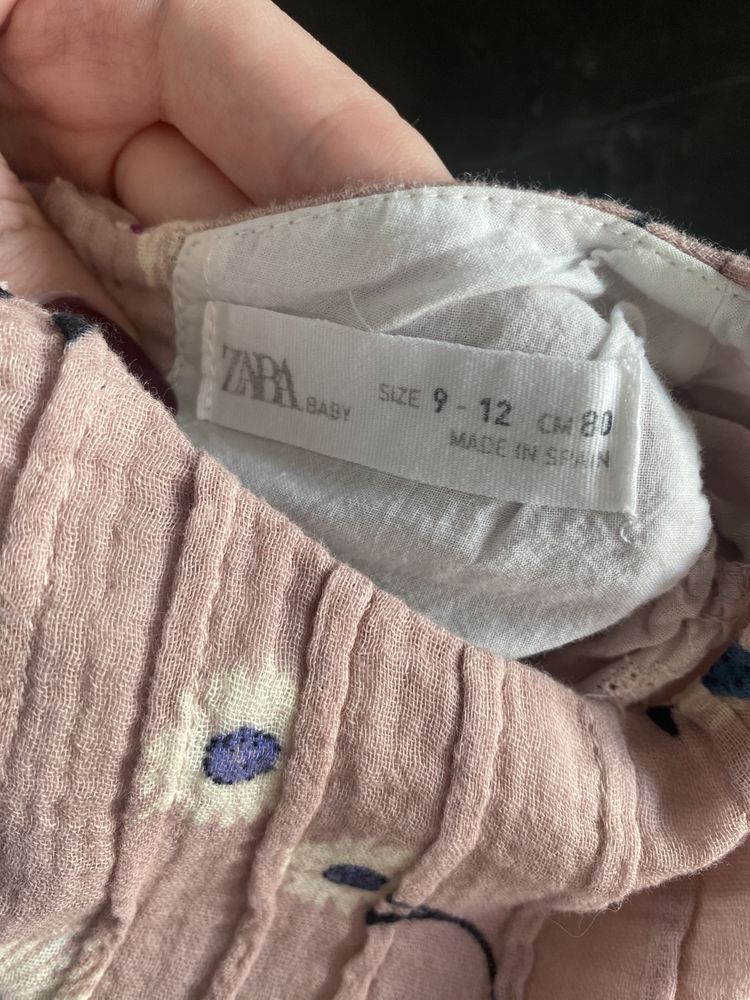 ZARA BABY SIZE 9 - 12 CM 80
MADE IN SPAIN